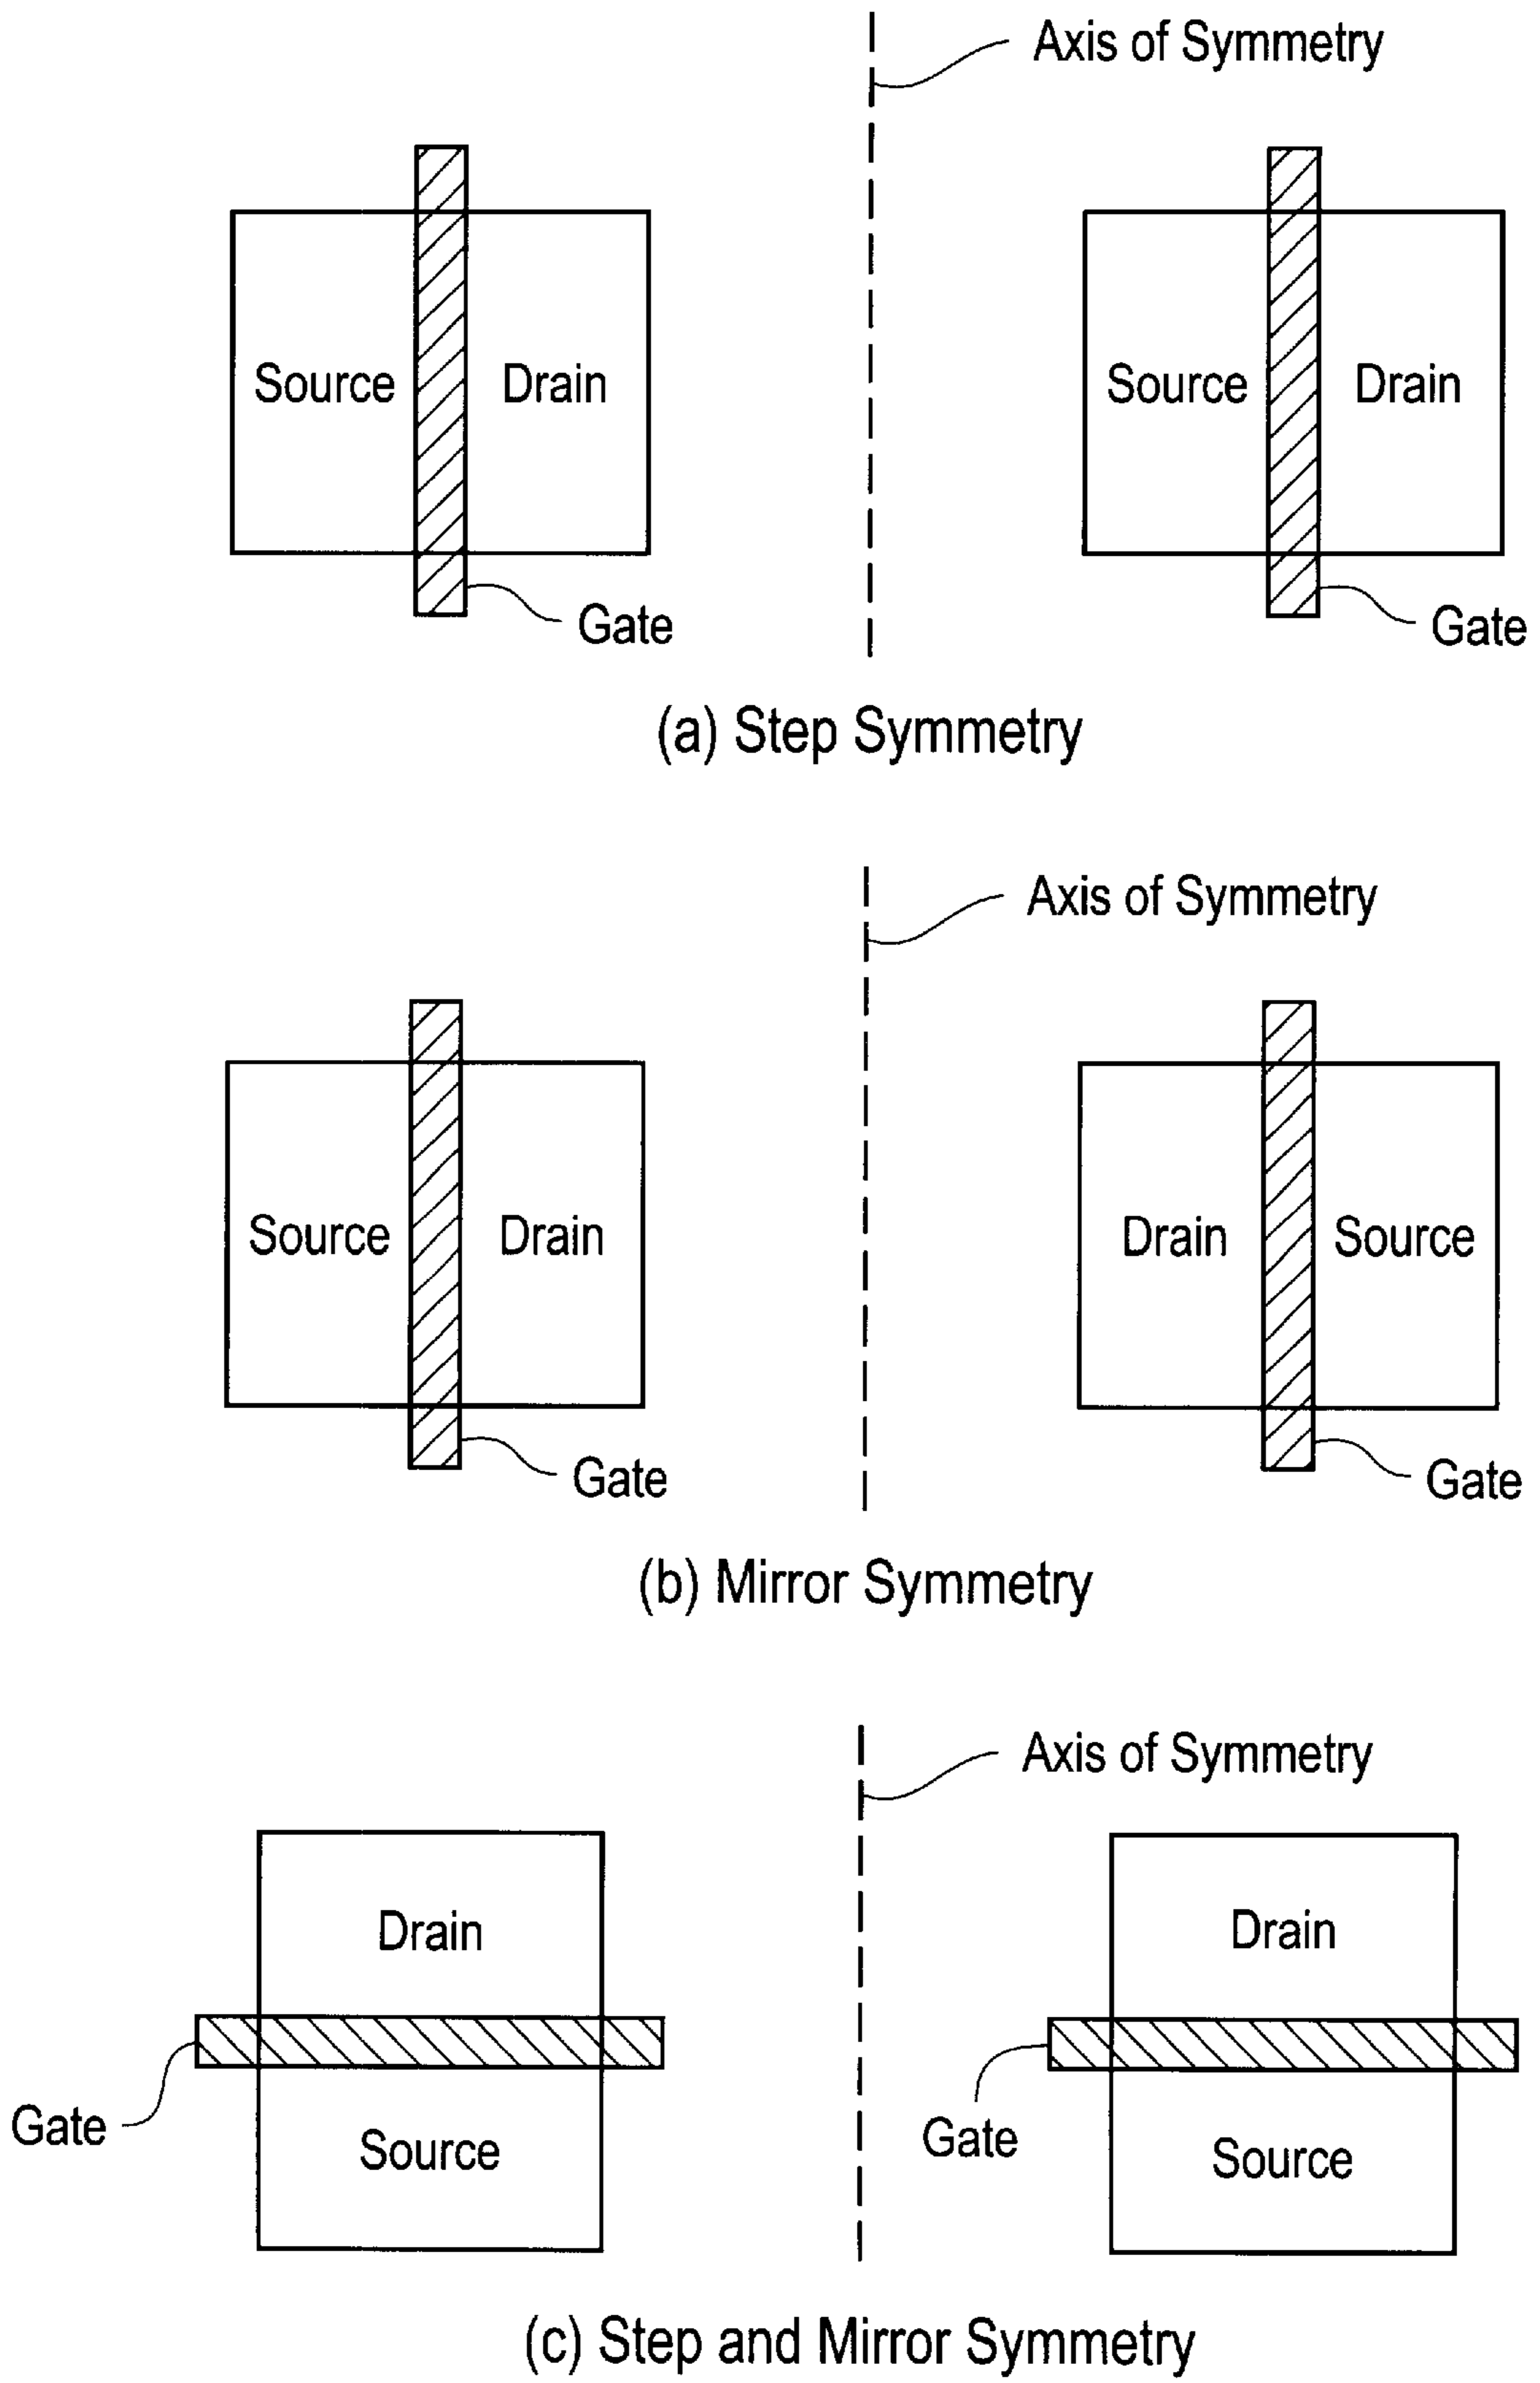 Axis of Symmetry
Source Drain Source Drain
Gate Gate
(a) Step Symmetry
Axis of Symmetry
Source Drain Drain Source
Gate Gate
(b) Mirror Symmetry
Axis of Symmetry
Drain Drain
Gate Gate
Source Source
(c) Step and Mirror Symmetry